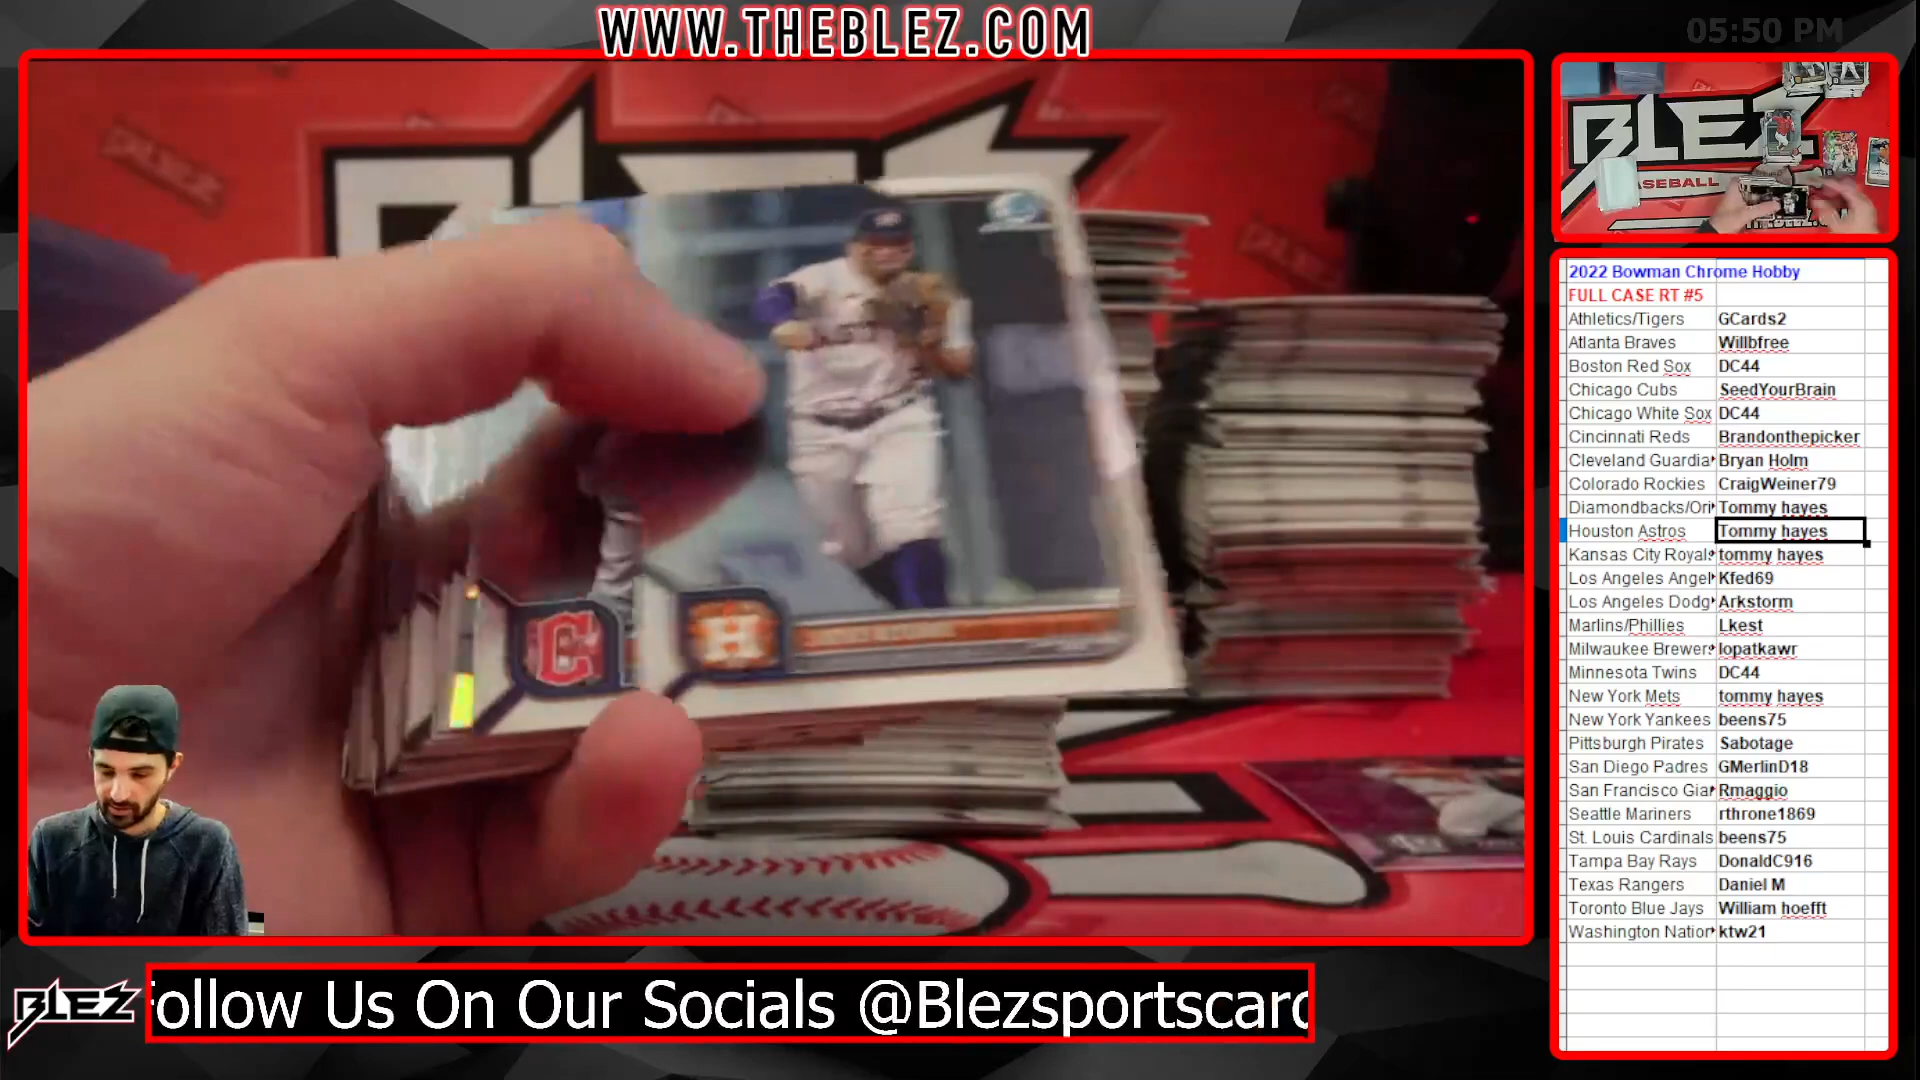 WWW.THEBLEZ.COM
05:50 PM
BLEZ
BASEBALL
2022 Bowman Chrome Hobby
FULL CASE RT #5
Athletics/Tigers GCards2
Atlanta Braves Willbfree
Boston Red Sox DC44
Chicago Cubs SeedYourBrain
Chicago White Sox DC44
Cincinnati Reds Brandonthepicker
Cleveland Guardia Bryan Holm
Colorado Rockies CraigWeiner79
Diamondbacks/Ori Tommy hayes
Houston Astros Tommy hayes
Kansas City Royal tommy hayes
Los Angeles Angel Kfed69
Los Angeles Dodg Arkstorm
Marlins/Phillies Lkest
Milwaukee Brewer lopatkawr
Minnesota Twins DC44
New York Mets tommy hayes
New York Yankees beens75
Pittsburgh Pirates Sabotage
San Diego Padres GMerlinD18
San Francisco Gia Rmaggio
Seattle Mariners rthrone1869
St. Louis Cardinals beens75
Tampa Bay Rays DonaldC916
Texas Rangers Daniel M
Toronto Blue Jays William hoefft
Washington Nation ktw21
C
H
BLEZ
ollow Us On Our Socials @Blezsportscard